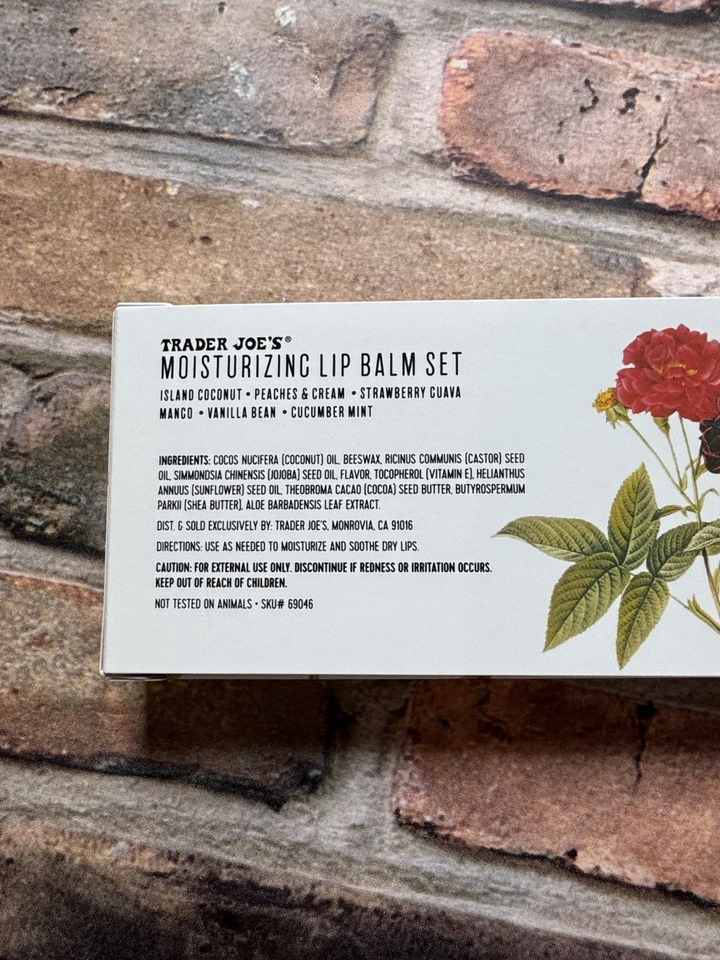 TRADER JOE'S®
MOISTURIZING LIP BALM SET
ISLAND COCONUT • PEACHES & CREAM • STRAWBERRY GUAVA
MANGO • VANILLA BEAN • CUCUMBER MINT
INGREDIENTS: COCOS NUCIFERA (COCONUT) OIL, BEESWAX, RICINUS COMMUNIS (CASTOR) SEED
OIL, SIMMONDSIA CHINENSIS (JOJOBA) SEED OIL, FLAVOR, TOCOPHEROL (VITAMIN E), HELIANTHUS
ANNUUS (SUNFLOWER) SEED OIL, THEOBROMA CACAO (COCOA) SEED BUTTER, BUTYROSPERMUM
PARKII (SHEA BUTTER), ALOE BARBADENSIS LEAF EXTRACT.
DIST. & SOLD EXCLUSIVELY BY: TRADER JOE'S, MONROVIA, CA 91016
DIRECTIONS: USE AS NEEDED TO MOISTURIZE AND SOOTHE DRY LIPS.
CAUTION: FOR EXTERNAL USE ONLY. DISCONTINUE IF REDNESS OR IRRITATION OCCURS.
KEEP OUT OF REACH OF CHILDREN.
NOT TESTED ON ANIMALS • SKU# 69046